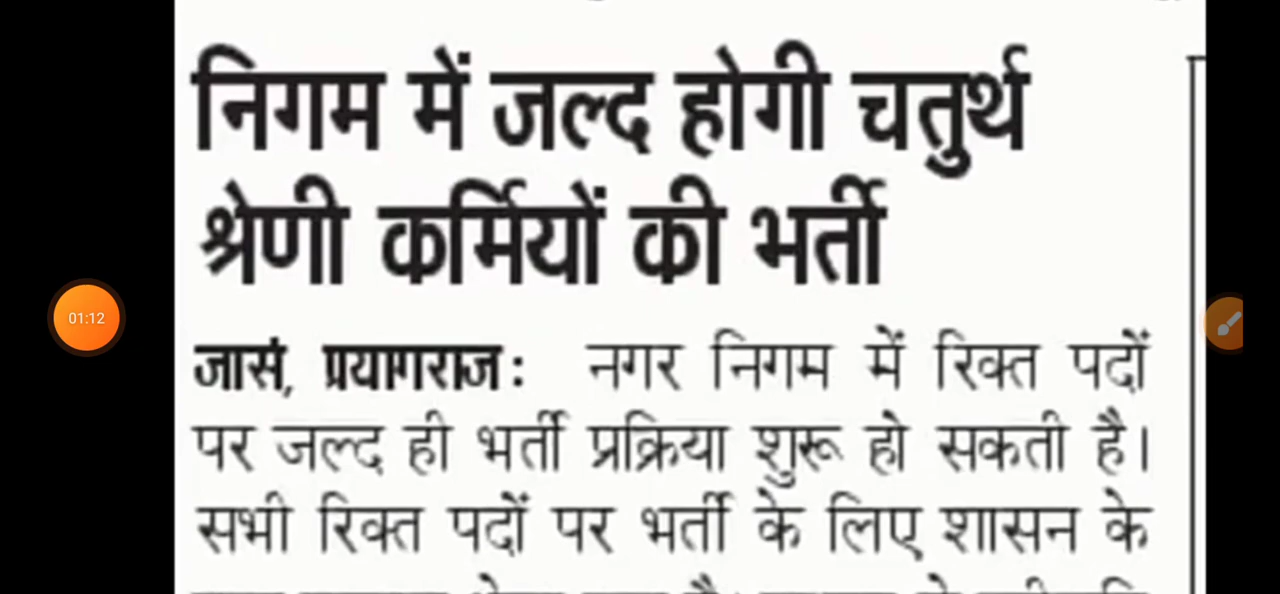 निगम में जल्द होगी चतुर्थ
श्रेणी कर्मियों की भर्ती
जासं, प्रयागराज: नगर निगम में रिक्त पदों
पर जल्द ही भर्ती प्रक्रिया शुरू हो सकती है।
सभी रिक्त पदों पर भर्ती के लिए शासन के
01:12